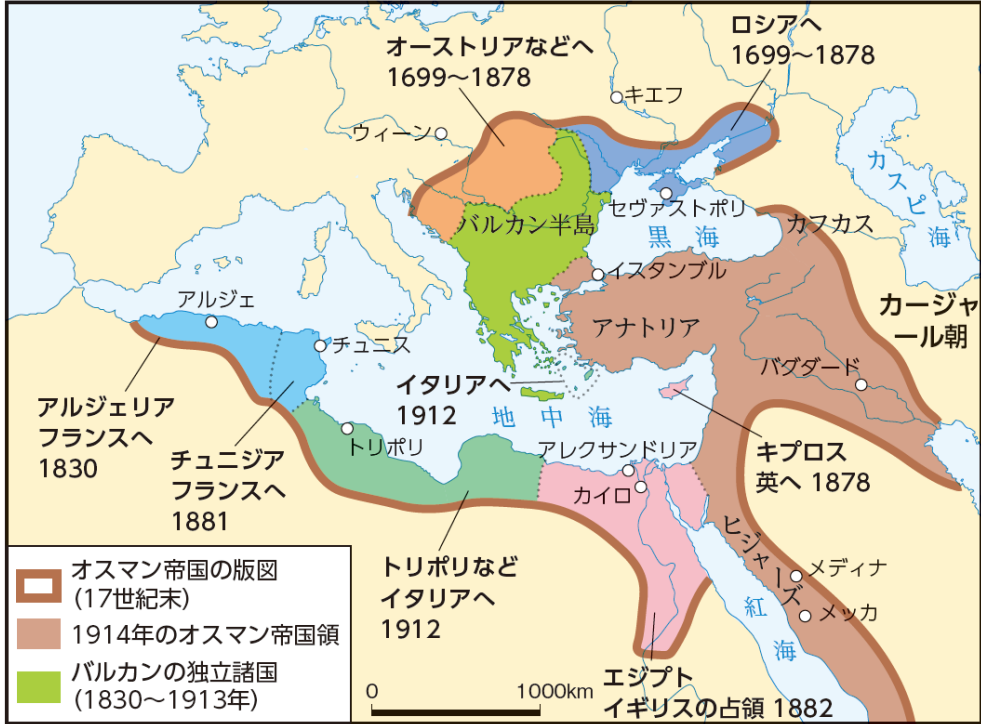 オーストリアなどへ
1699〜1878
ロシアへ
1699〜1878
キエフ
ウィーン
カスピ海
セヴァストポリ
バルカン半島
黒海
カフカス
イスタンブル
アルジェ
アナトリア
カージャ
ール朝
チュニス
バグダード
イタリアへ
1912
地中海
アルジェリア
フランスへ
1830
トリポリ
アレクサンドリア
キプロス
英へ 1878
チュニジア
フランスへ
1881
カイロ
ヒジャーズ
トリポリなど
イタリアへ
1912
メディナ
メッカ
紅海
エジプト
イギリスの占領 1882
オスマン帝国の版図
(17世紀末)
1914年のオスマン帝国領
バルカンの独立諸国
(1830〜1913年)
0 1000km